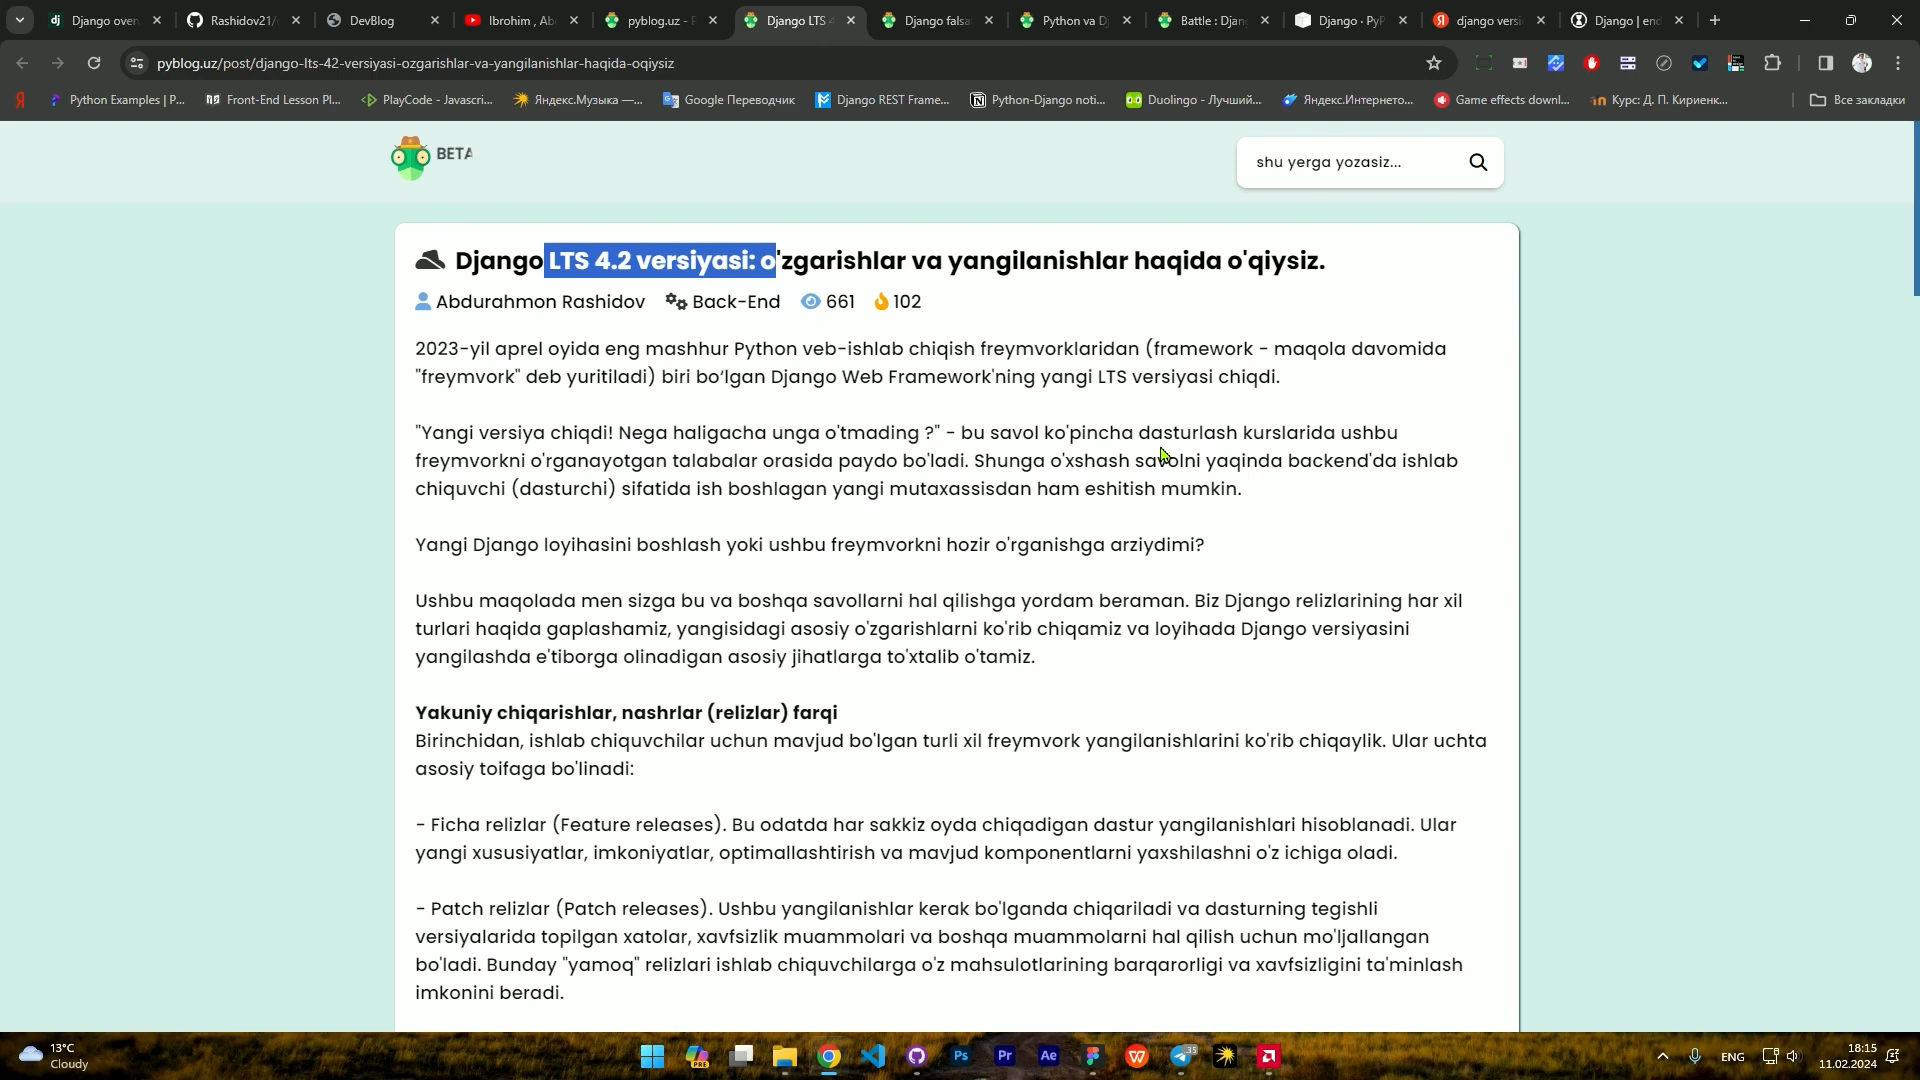 Django over
Rashidov21/
DevBlog
Ibrohim , Abd
pyblog.uz - P
Django LTS 4
Django falsa
Python va Dj
Battle : Djang
Django · PyP
django versi
Django | end
pyblog.uz/post/django-lts-42-versiyasi-ozgarishlar-va-yangilanishlar-haqida-oqiysiz
Python Examples | P...
Front-End Lesson Pl...
PlayCode - Javascri...
Яндекс.Музыка —...
Google Переводчик
Django REST Frame...
Python-Django noti...
Duolingo - Лучший...
Яндекс.Интернето...
Game effects downl...
Курс: Д. П. Кириенк...
Все закладки
BETA
shu yerga yozasiz...
Django LTS 4.2 versiyasi: o'zgarishlar va yangilanishlar haqida o'qiysiz.
Abdurahmon Rashidov Back-End 661 102
2023-yil aprel oyida eng mashhur Python veb-ishlab chiqish freymvorklaridan (framework - maqola davomida
"freymvork" deb yuritiladi) biri bo‘lgan Django Web Framework'ning yangi LTS versiyasi chiqdi.
"Yangi versiya chiqdi! Nega haligacha unga o'tmading ?" - bu savol ko'pincha dasturlash kurslarida ushbu
freymvorkni o'rganayotgan talabalar orasida paydo bo'ladi. Shunga o'xshash savolni yaqinda backend'da ishlab
chiquvchi (dasturchi) sifatida ish boshlagan yangi mutaxassisdan ham eshitish mumkin.
Yangi Django loyihasini boshlash yoki ushbu freymvorkni hozir o'rganishga arziydimi?
Ushbu maqolada men sizga bu va boshqa savollarni hal qilishga yordam beraman. Biz Django relizlarining har xil
turlari haqida gaplashamiz, yangisidagi asosiy o'zgarishlarni ko'rib chiqamiz va loyihada Django versiyasini
yangilashda e'tiborga olinadigan asosiy jihatlarga to'xtalib o'tamiz.
Yakuniy chiqarishlar, nashrlar (relizlar) farqi
Birinchidan, ishlab chiquvchilar uchun mavjud bo'lgan turli xil freymvork yangilanishlarini ko'rib chiqaylik. Ular uchta
asosiy toifaga bo'linadi:
- Ficha relizlar (Feature releases). Bu odatda har sakkiz oyda chiqadigan dastur yangilanishlari hisoblanadi. Ular
yangi xususiyatlar, imkoniyatlar, optimallashtirish va mavjud komponentlarni yaxshilashni o'z ichiga oladi.
- Patch relizlar (Patch releases). Ushbu yangilanishlar kerak bo'lganda chiqariladi va dasturning tegishli
versiyalarida topilgan xatolar, xavfsizlik muammolari va boshqa muammolarni hal qilish uchun mo'ljallangan
bo'ladi. Bunday "yamoq" relizlari ishlab chiquvchilarga o'z mahsulotlarining barqarorligi va xavfsizligini ta'minlash
imkonini beradi.
13°C
Cloudy
ENG
18:15
11.02.2024